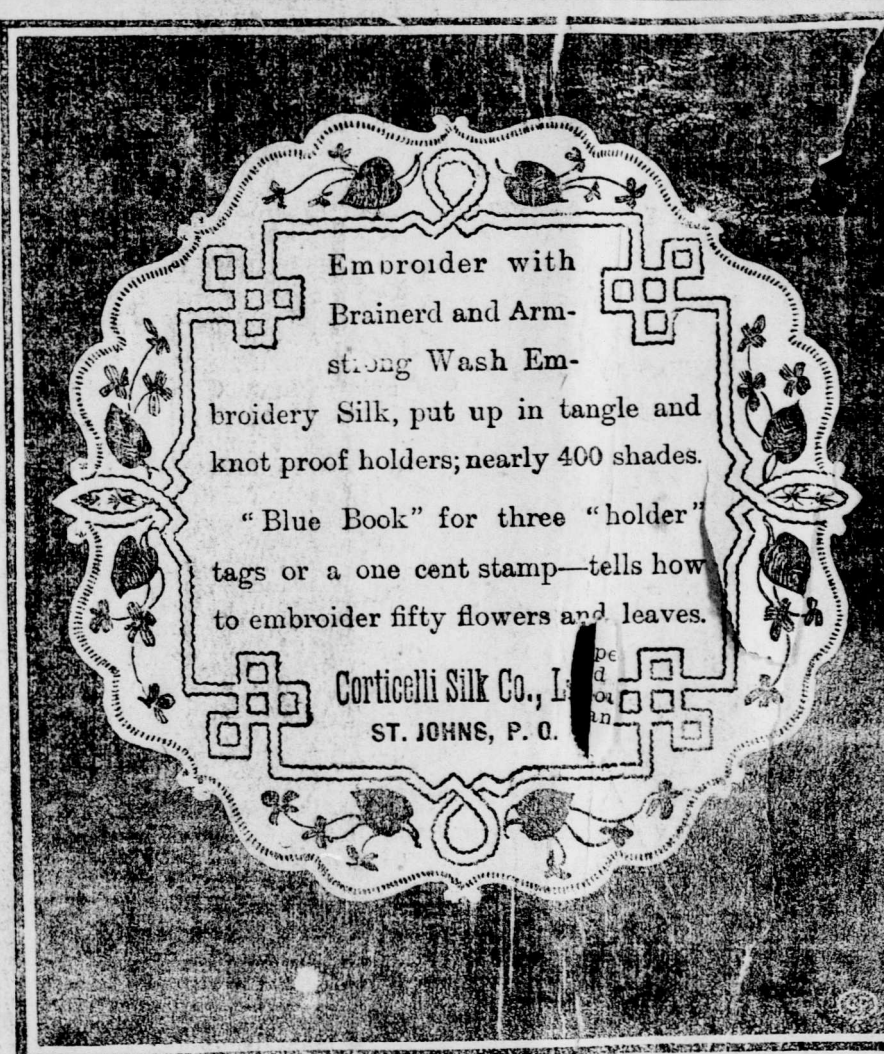 Embroider with
Brainerd and Arm-
strong Wash Em-
broidery Silk, put up in tangle and
knot proof holders; nearly 400 shades.
"Blue Book" for three "holder"
tags or a one cent stamp—tells how
to embroider fifty flowers and leaves.
Corticelli Silk Co.,
ST. JOHNS, P. O.